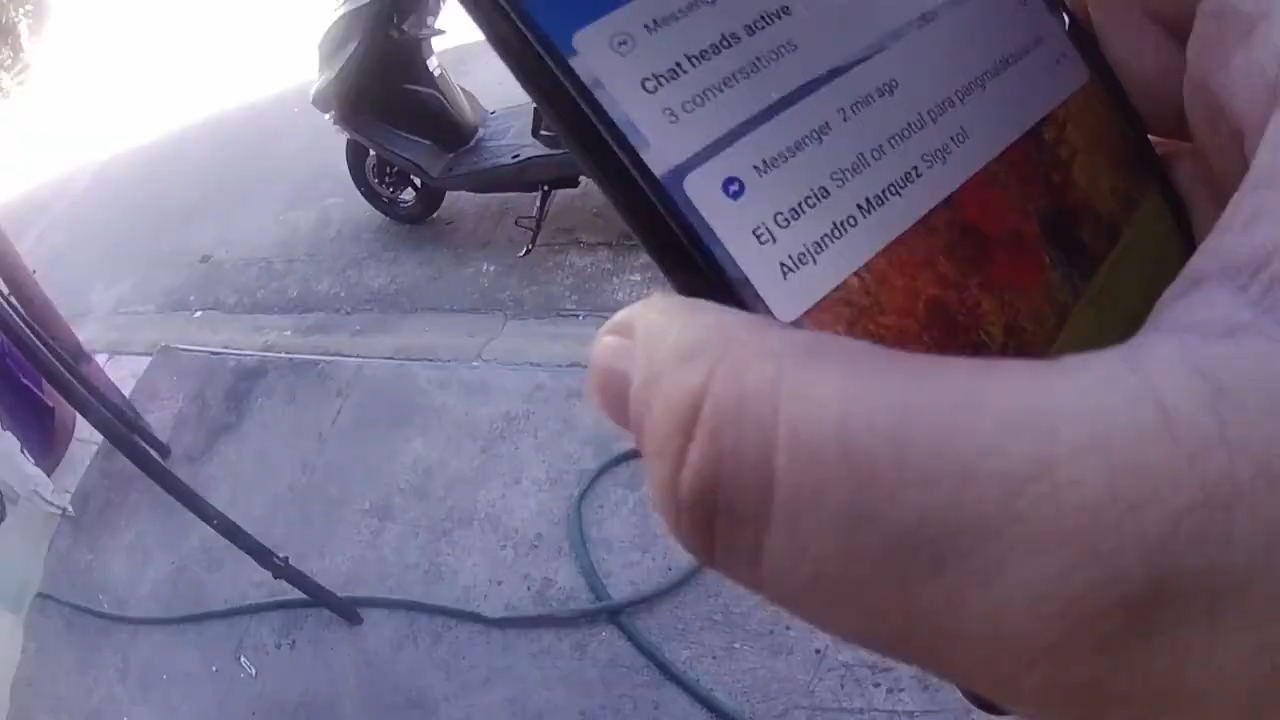 Messenger
Chat heads active
3 conversations
Messenger 2 min ago
Ej Garcia Shell or motul para
Alejandro Marquez Sige tol